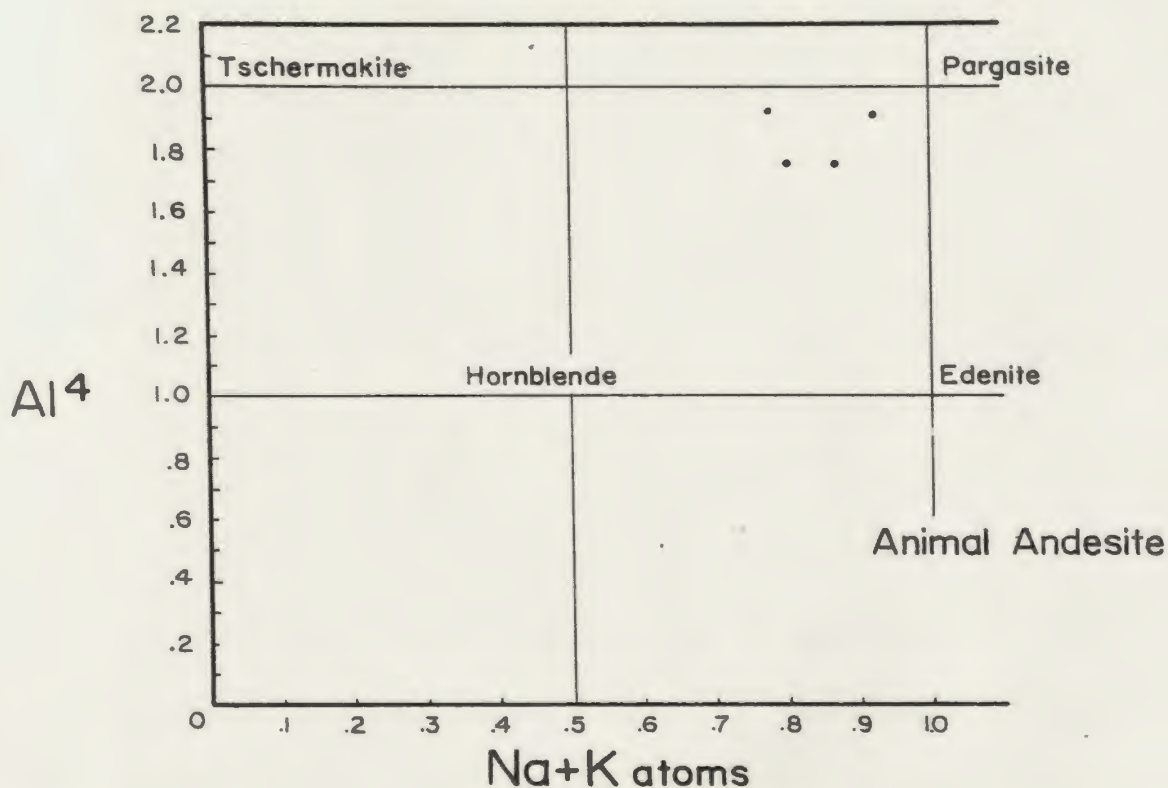 2.2
Tschermakite
Pargasite
2.0
1.8
1.6
1.4
1.2
Hornblende
Edenite
Al⁴
1.0
.8
.6
Animal Andesite
.4
.2
0 .1 .2 .3 .4 .5 .6 .7 .8 .9 1.0
Na+K atoms